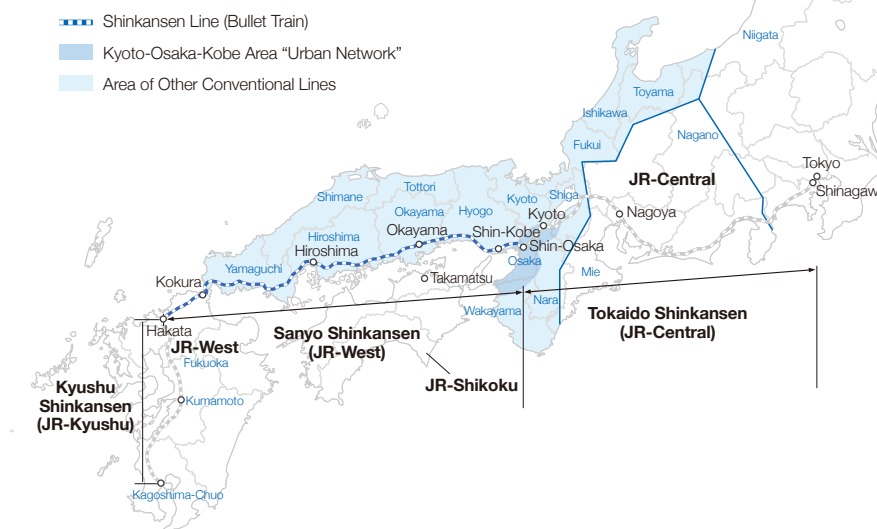 Shinkansen Line (Bullet Train)
Kyoto-Osaka-Kobe Area “Urban Network”
Area of Other Conventional Lines
Niigata
Toyama
Ishikawa
Nagano
Fukui
Tokyo
Shinagawa
JR-Central
Tottori
Shimane
Kyoto
Shiga
Okayama
Hyogo
Kyoto
Nagoya
Hiroshima
Okayama
Shin-Kobe
Shin-Osaka
Hiroshima
Osaka
Yamaguchi
Takamatsu
Mie
Kokura
Nara
Wakayama
Tokaido Shinkansen
(JR-Central)
Hakata
Sanyo Shinkansen
(JR-West)
JR-West
Fukuoka
JR-Shikoku
Kyushu
Shinkansen
(JR-Kyushu)
Kumamoto
Kagoshima-Chuo